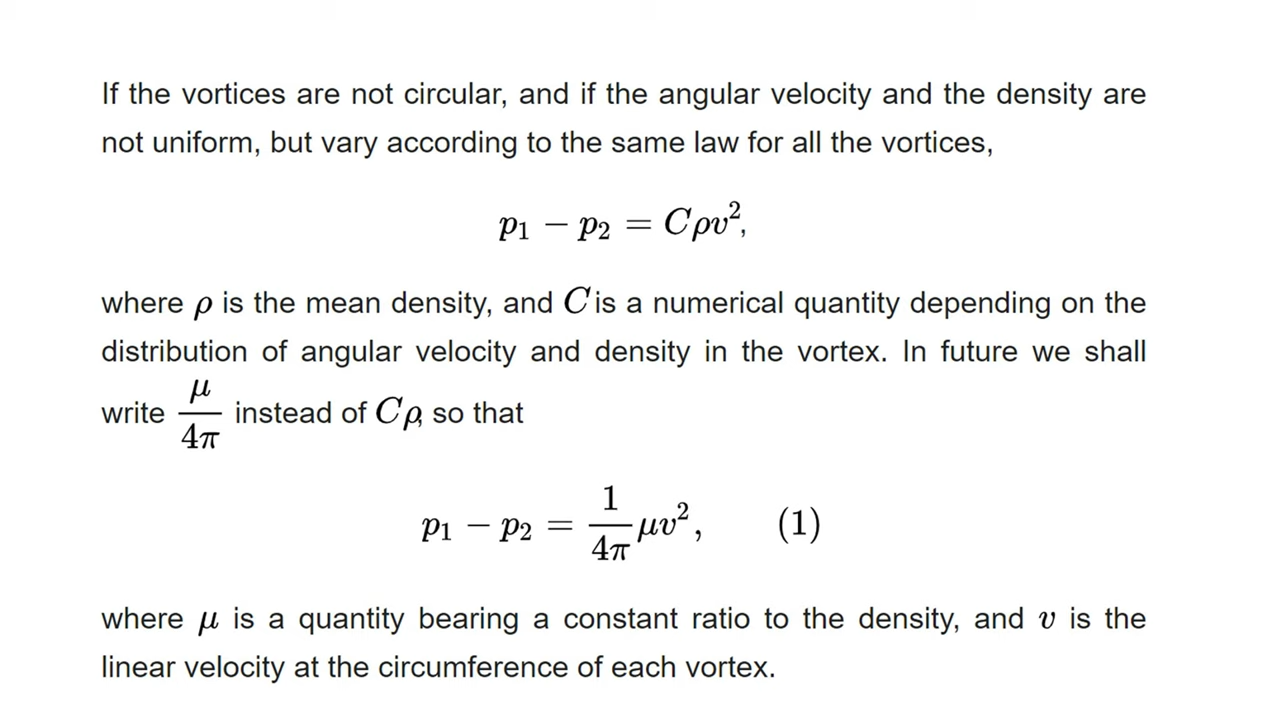 If the vortices are not circular, and if the angular velocity and the density are
not uniform, but vary according to the same law for all the vortices,
p₁ − p₂ = Cρv²,
where ρ is the mean density, and C is a numerical quantity depending on the
distribution of angular velocity and density in the vortex. In future we shall
write μ/4π instead of Cρ, so that
p₁ − p₂ = 1/4π μv², (1)
where μ is a quantity bearing a constant ratio to the density, and v is the
linear velocity at the circumference of each vortex.